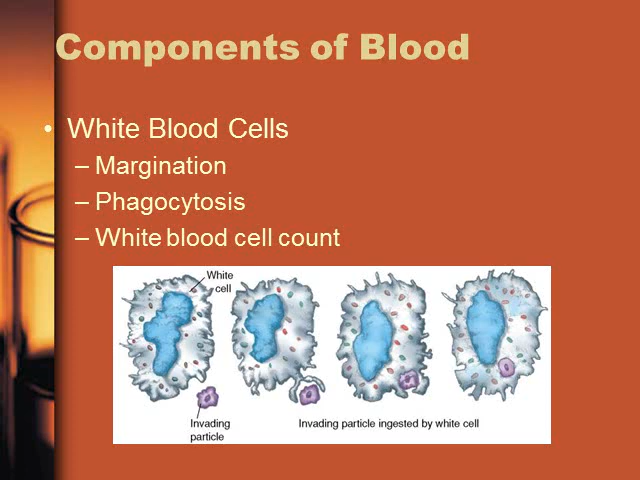 Components of Blood
• White Blood Cells
– Margination
– Phagocytosis
– White blood cell count
White
cell
Invading
particle
Invading particle ingested by white cell